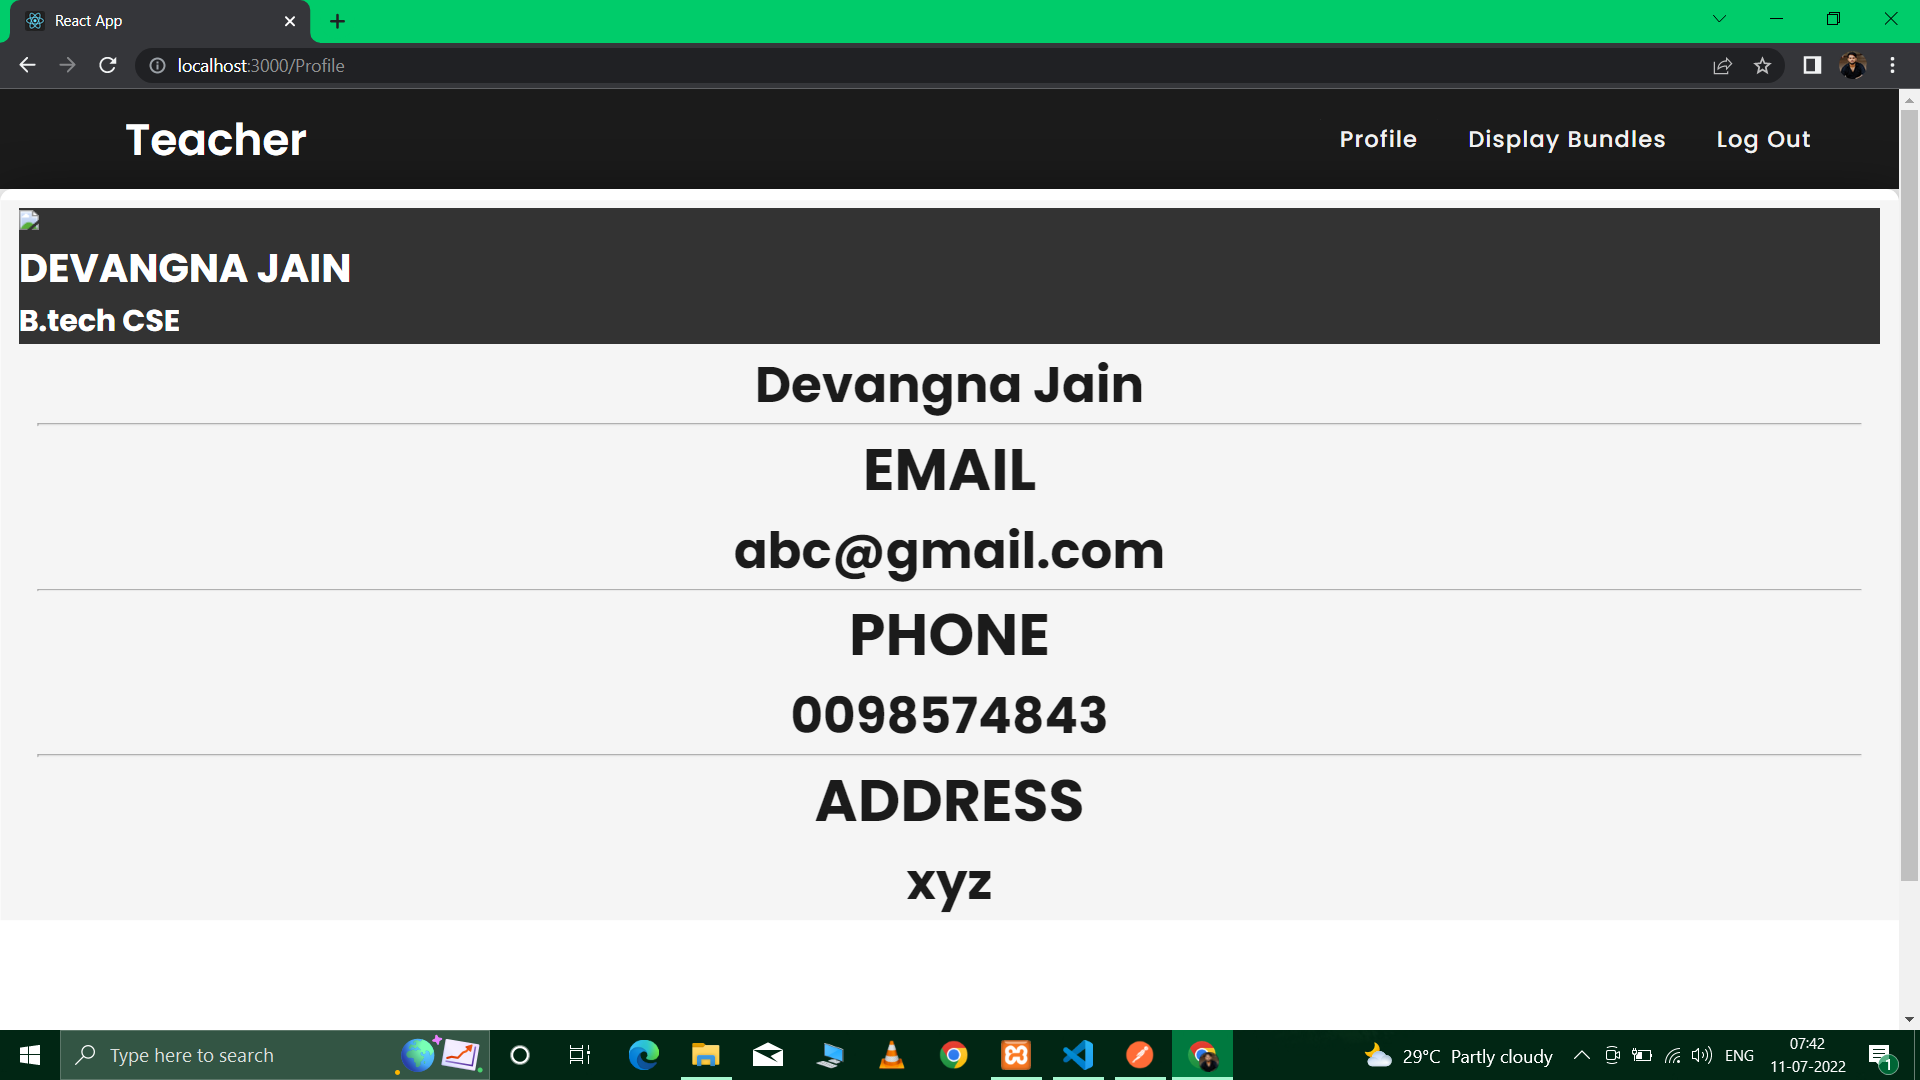 React App
localhost:3000/Profile
Teacher
Profile Display Bundles Log Out
DEVANGNA JAIN
B.tech CSE
Devangna Jain
EMAIL
abc@gmail.com
PHONE
0098574843
ADDRESS
xyz
Type here to search
29°C Partly cloudy
ENG
07:42
11-07-2022
1